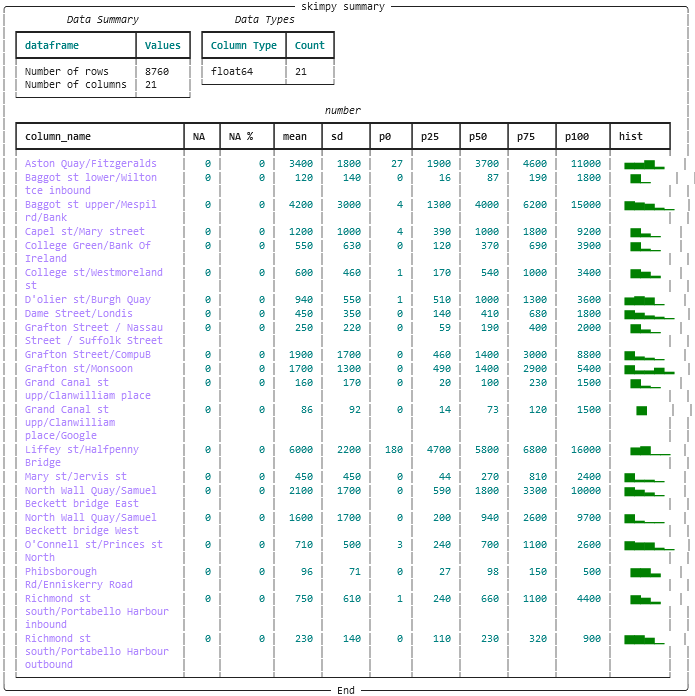 skimpy summary
Data Summary Data Types
dataframe Values Column Type Count
Number of rows 8760 float64 21
Number of columns 21
number
column_name NA NA % mean sd p0 p25 p50 p75 p100 hist
Aston Quay/Fitzgeralds 0 0 3400 1800 27 1900 3700 4600 11000
Baggot st lower/Wilton 0 0 120 140 0 16 87 190 1800
tce inbound
Baggot st upper/Mespil 0 0 4200 3000 4 1300 4000 6200 15000
rd/Bank
Capel st/Mary street 0 0 1200 1000 4 390 1000 1800 9200
College Green/Bank Of 0 0 550 630 0 120 370 690 3900
Ireland
College st/Westmoreland 0 0 600 460 1 170 540 1000 3400
st
D'olier st/Burgh Quay 0 0 940 550 1 510 1000 1300 3600
Dame Street/Londis 0 0 450 350 0 140 410 680 1800
Grafton Street / Nassau 0 0 250 220 0 59 190 400 2000
Street / Suffolk Street
Grafton Street/CompuB 0 0 1900 1700 0 460 1400 3000 8800
Grafton st/Monsoon 0 0 1700 1300 0 490 1400 2900 5400
Grand Canal st 0 0 160 170 0 20 100 230 1500
upp/Clanwilliam place
Grand Canal st 0 0 86 92 0 14 73 120 1500
upp/Clanwilliam
place/Google
Liffey st/Halfpenny 0 0 6000 2200 180 4700 5800 6800 16000
Bridge
Mary st/Jervis st 0 0 450 450 0 44 270 810 2400
North Wall Quay/Samuel 0 0 2100 1700 0 590 1800 3300 10000
Beckett bridge East
North Wall Quay/Samuel 0 0 1600 1700 0 200 940 2600 9700
Beckett bridge West
O'Connell st/Princes st 0 0 710 500 3 240 700 1100 2600
North
Phibsborough 0 0 96 71 0 27 98 150 500
Rd/Enniskerry Road
Richmond st 0 0 750 610 1 240 660 1100 4400
south/Portabello Harbour
inbound
Richmond st 0 0 230 140 0 110 230 320 900
south/Portabello Harbour
outbound
End